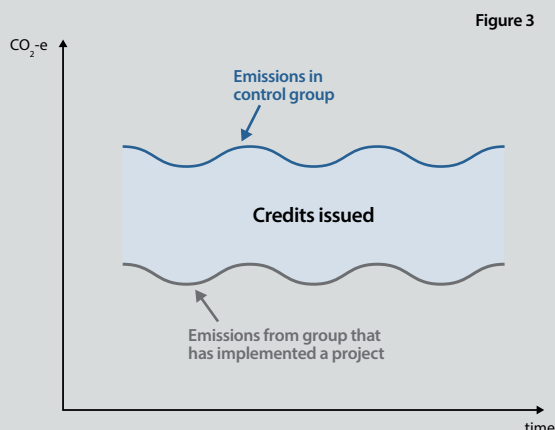 Figure 3
CO2-e
Emissions in
control group
Credits issued
Emissions from group that
has implemented a project
time